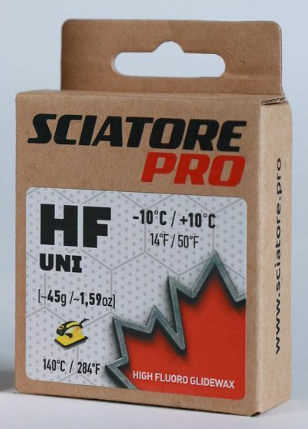 SCIATORE
PRO
HF
UNI
-10°C / +10°C
14°F / 50°F
[~45g /~1,59oz]
140°C / 284°F
HIGH FLUORO GLIDEWAX
www.sciatore.pro